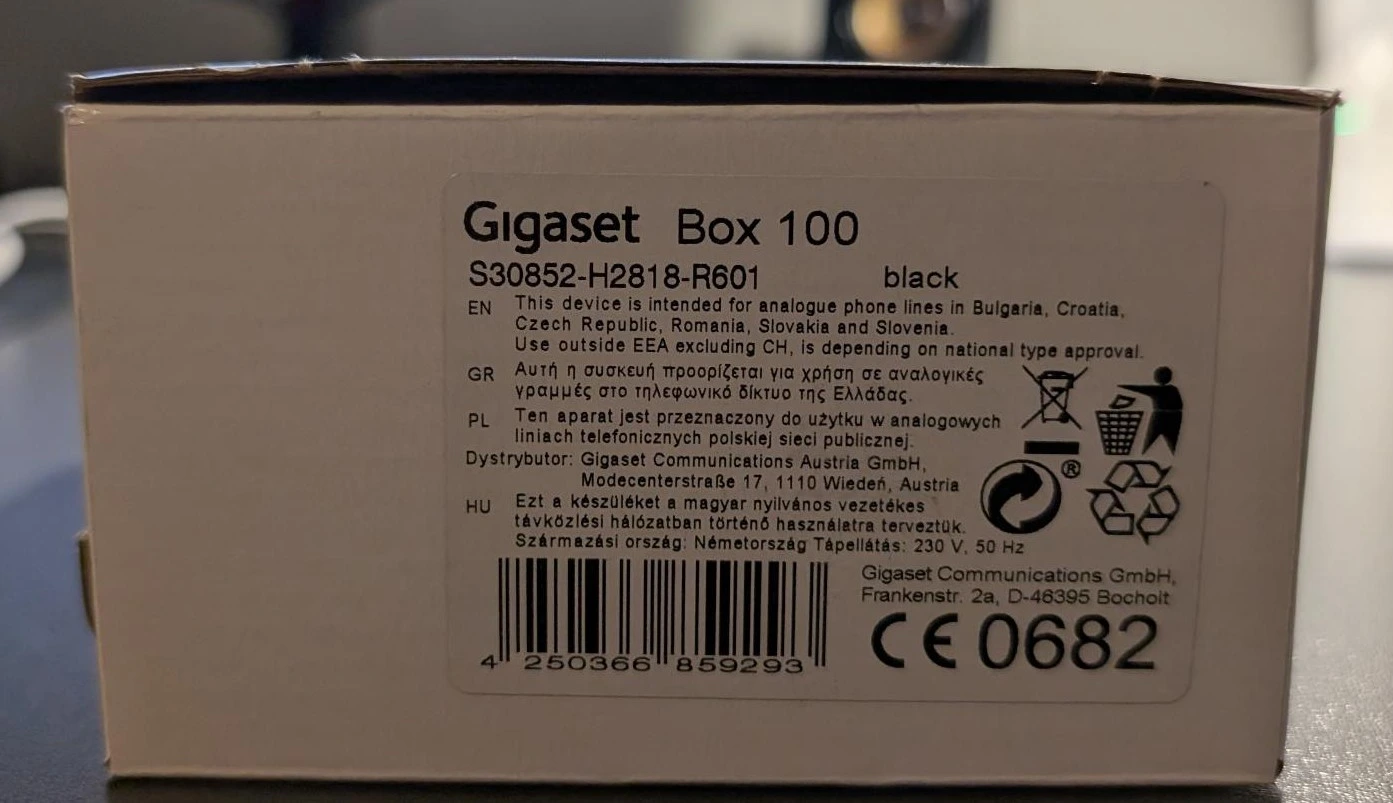 Gigaset Box 100
S30852-H2818-R601 black
EN This device is intended for analogue phone lines in Bulgaria, Croatia,
Czech Republic, Romania, Slovakia and Slovenia.
Use outside EEA excluding CH, is depending on national type approval.
GR Αυτή η συσκευή προορίζεται για χρήση σε αναλογικές
γραμμές στο τηλεφωνικό δίκτυο της Ελλάδας.
PL Ten aparat jest przeznaczony do użytku w analogowych
liniach telefonicznych polskiej sieci publicznej.
Dystrybutor: Gigaset Communications Austria GmbH,
Modecenterstraße 17, 1110 Wiedeń, Austria
HU Ezt a készüléket a magyar nyilvános vezetékes
távközlési hálózatban történő használatra terveztük.
Származási ország: Németország Tápellátás: 230 V, 50 Hz
Gigaset Communications GmbH,
Frankenstr. 2a, D-46395 Bocholt
CE 0682
4 250366 859293